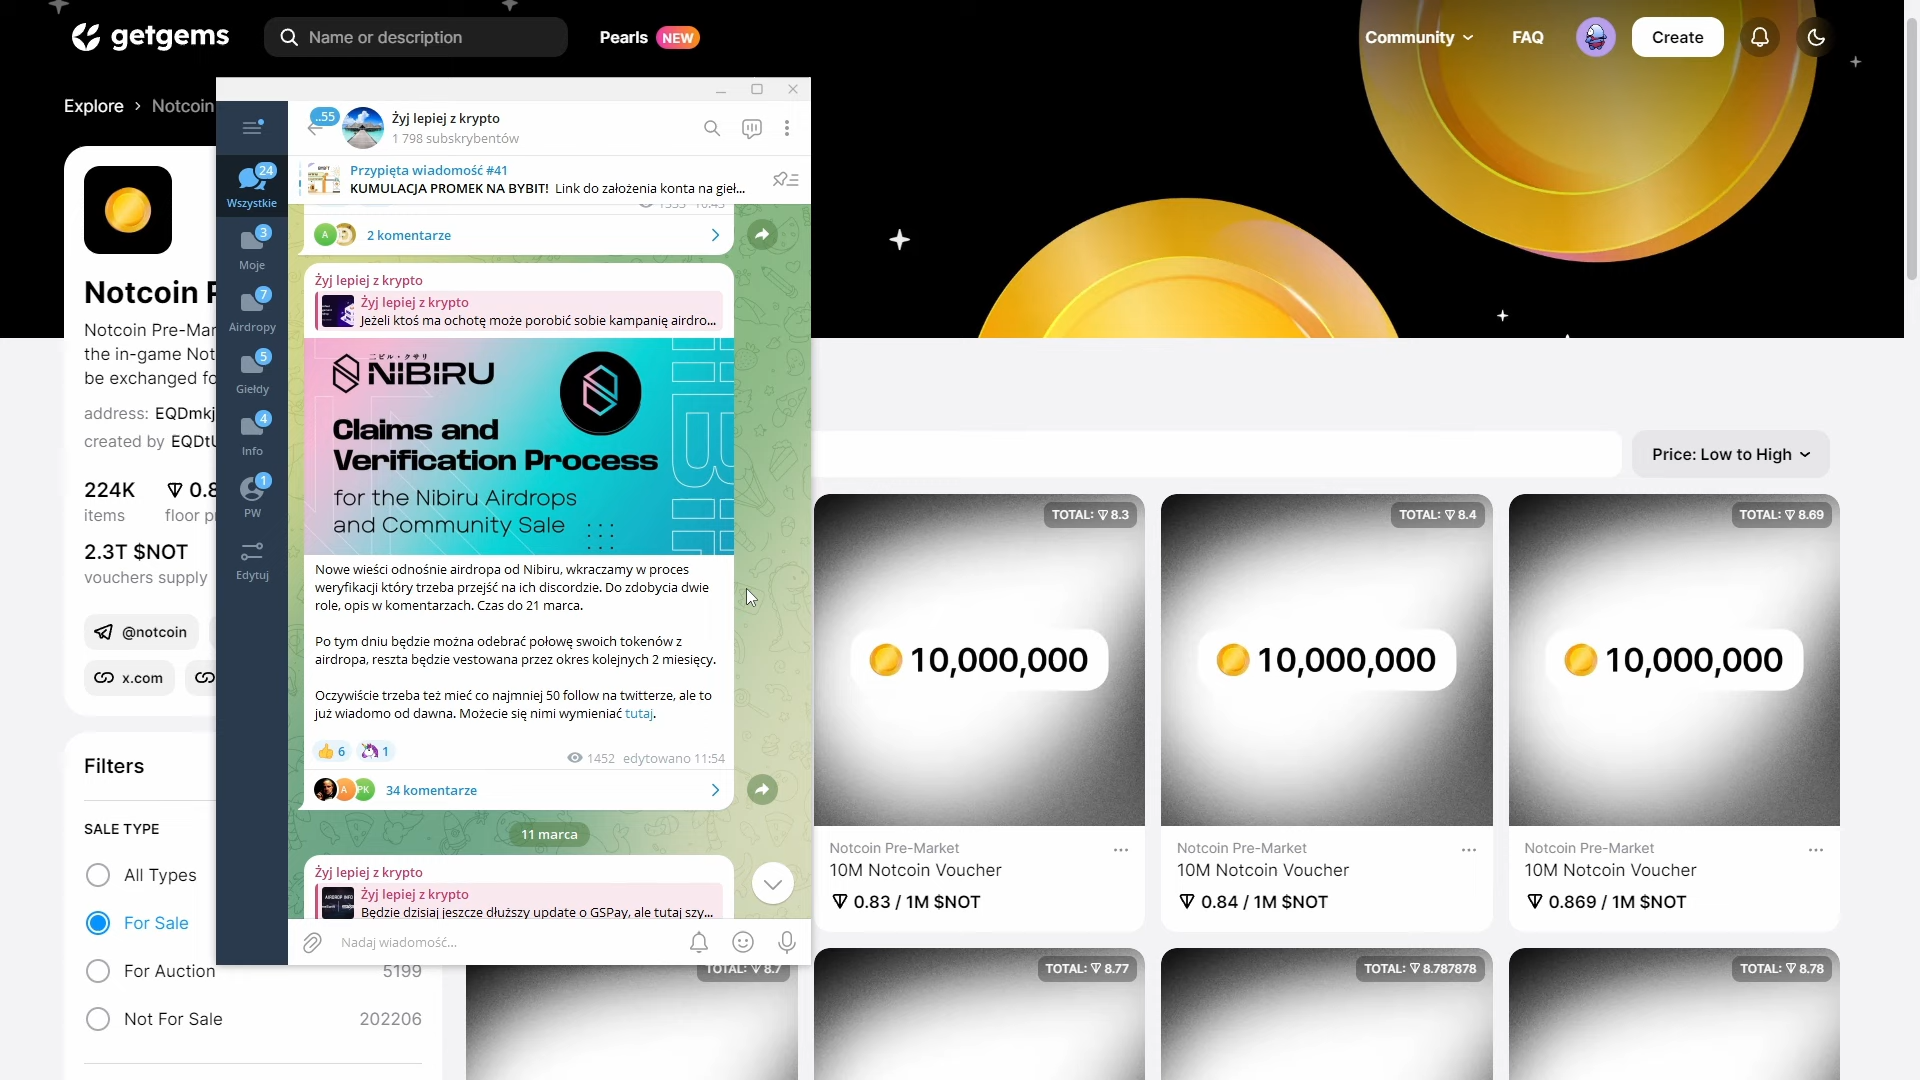 getgems
Name or description
Pearls NEW
Community
FAQ
Create
Explore > Notcoin
Notcoin P
Notcoin Pre-Mar
the in-game Not
be exchanged fo
address: EQDmkj
created by EQDtU
224K
0.8
items
floor pr
2.3T $NOT
vouchers supply
@notcoin
x.com
Filters
SALE TYPE
All Types
For Sale
For Auction
5199
Not For Sale
202206
24
Wszystkie
3
Moje
7
Airdropy
5
Giełdy
4
Info
1
PW
Edytuj
..55
Żyj lepiej z krypto
1 798 subskrybentów
Przypięta wiadomość #41
KUMULACJA PROMEK NA BYBIT! Link do założenia konta na gieł...
A
2 komentarze
Żyj lepiej z krypto
Żyj lepiej z krypto
Jeżeli ktoś ma ochotę może porobić sobie kampanię airdro...
ニビル・クサリ
NIBIRU
Claims and
Verification Process
for the Nibiru Airdrops
and Community Sale
Nowe wieści odnośnie airdropa od Nibiru, wkraczamy w proces
weryfikacji który trzeba przejść na ich discordzie. Do zdobycia dwie
role, opis w komentarzach. Czas do 21 marca.
Po tym dniu będzie można odebrać połowę swoich tokenów z
airdropa, reszta będzie vestowana przez okres kolejnych 2 miesięcy.
Oczywiście trzeba też mieć co najmniej 50 follow na twitterze, ale to
już wiadomo od dawna. Możecie się nimi wymieniać tutaj.
6
1
1452 edytowano 11:54
A
PK
34 komentarze
11 marca
Żyj lepiej z krypto
Żyj lepiej z krypto
Będzie dzisiaj jeszcze dłuższy update o GSPay, ale tutaj szy...
Nadaj wiadomość...
Price: Low to High
TOTAL: 8.3
10,000,000
Notcoin Pre-Market
10M Notcoin Voucher
0.83 / 1M $NOT
TOTAL: 8.4
10,000,000
Notcoin Pre-Market
10M Notcoin Voucher
0.84 / 1M $NOT
TOTAL: 8.69
10,000,000
Notcoin Pre-Market
10M Notcoin Voucher
0.869 / 1M $NOT
TOTAL: 8.7
TOTAL: 8.77
TOTAL: 8.787878
TOTAL: 8.78